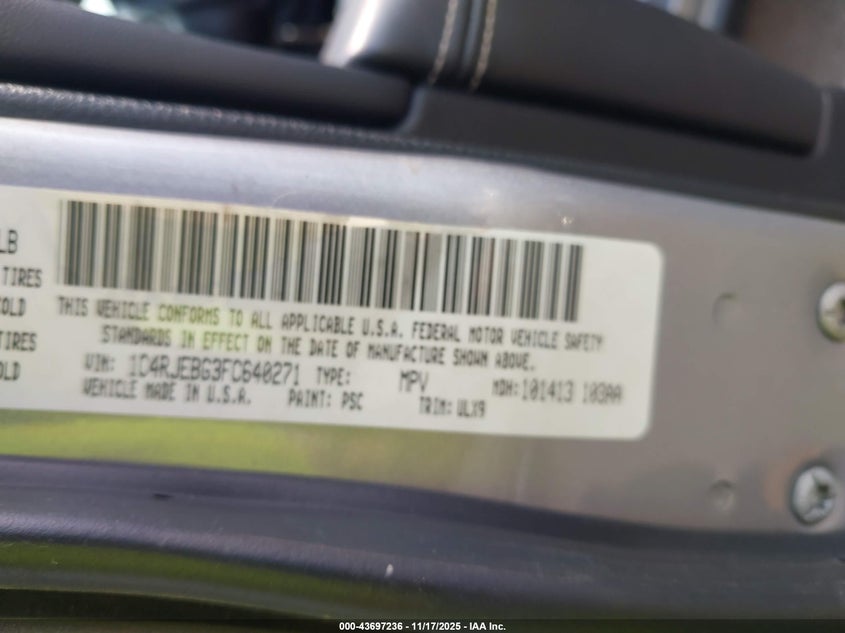 LB
TIRES
OLD
TIRES
OLD
THIS VEHICLE CONFORMS TO ALL APPLICABLE U.S.A. FEDERAL MOTOR VEHICLE SAFETY
STANDARDS IN EFFECT ON THE DATE OF MANUFACTURE SHOWN ABOVE.
VIN: 1C4RJEBG3FC640271 TYPE: MPV MDH:101413 103AA
VEHICLE MADE IN U.S.A. PAINT: PSC TRIM: ULX9
000-43697236 - 11/17/2025 - IAA Inc.